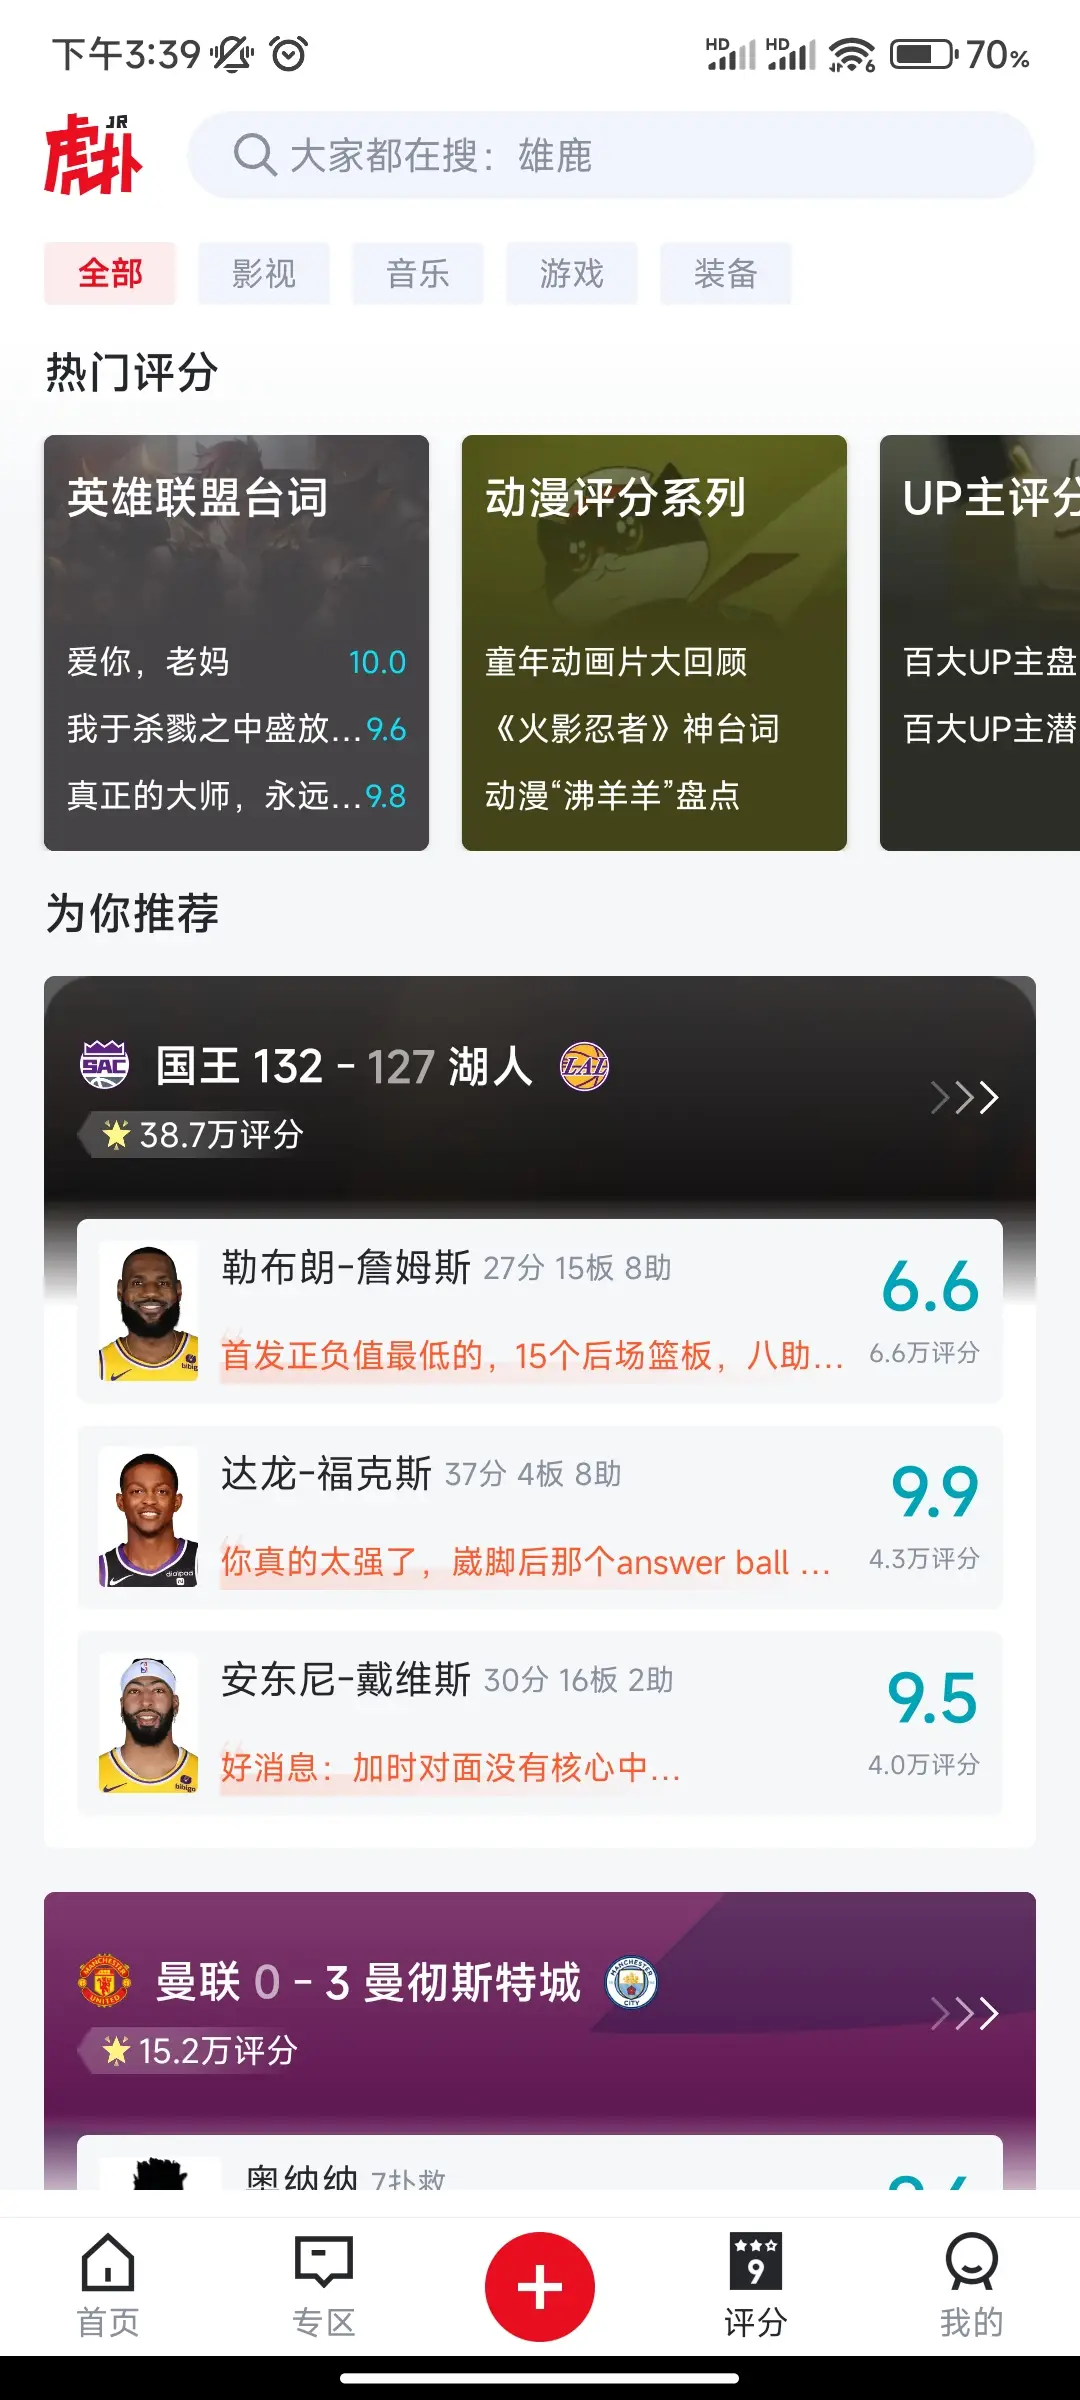 下午3:39
HD HD 6 70%
虎扑 JR
大家都在搜：雄鹿
全部 影视 音乐 游戏 装备
热门评分
英雄联盟台词
爱你，老妈 10.0
我于杀戮之中盛放... 9.6
真正的大师，永远... 9.8
动漫评分系列
童年动画片大回顾
《火影忍者》神台词
动漫“沸羊羊”盘点
UP主评分
百大UP主盘
百大UP主潜
为你推荐
SAC 国王 132 - 127 湖人 LAL
38.7万评分
勒布朗-詹姆斯 27分 15板 8助
6.6
首发正负值最低的，15个后场篮板，八助...
6.6万评分
达龙-福克斯 37分 4板 8助
9.9
你真的太强了，崴脚后那个answer ball ...
4.3万评分
安东尼-戴维斯 30分 16板 2助
9.5
好消息：加时对面没有核心中...
4.0万评分
MANCHESTER UNITED 曼联 0 - 3 曼彻斯特城 MANCHESTER CITY
15.2万评分
奥纳纳 7扑救
首页 专区 9 评分 我的